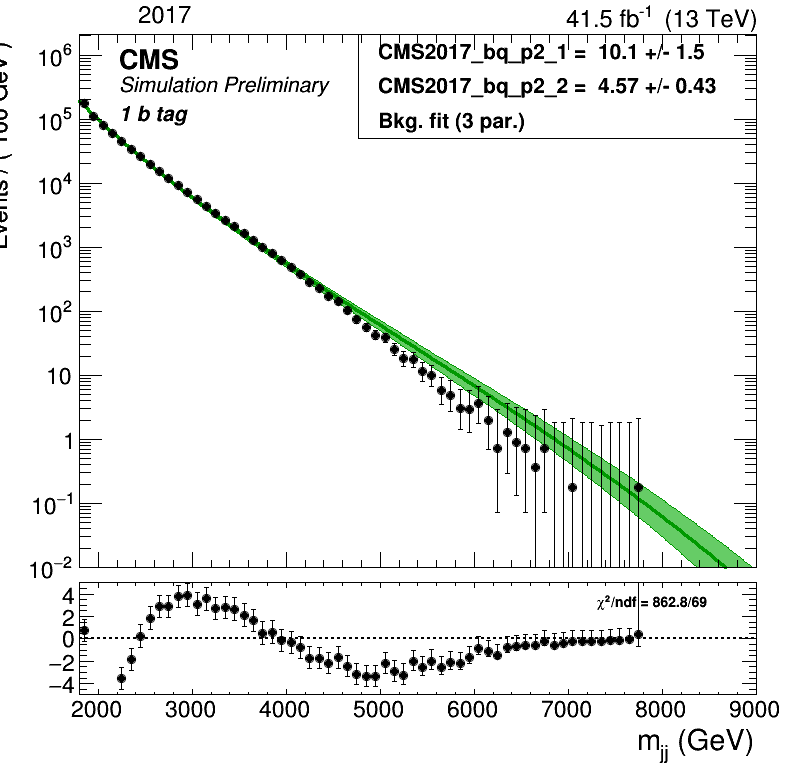 2017
41.5 fb⁻¹ (13 TeV)
CMS
Simulation Preliminary
1 b tag
CMS2017_bq_p2_1 = 10.1 +/- 1.5
CMS2017_bq_p2_2 = 4.57 +/- 0.43
Bkg. fit (3 par.)
Events / ( 100 GeV )
10⁶
10⁵
10⁴
10³
10²
10
1
10⁻¹
10⁻²
χ²/ndf = 862.8/69
4
2
0
−2
−4
2000 3000 4000 5000 6000 7000 8000 9000
m_jj (GeV)